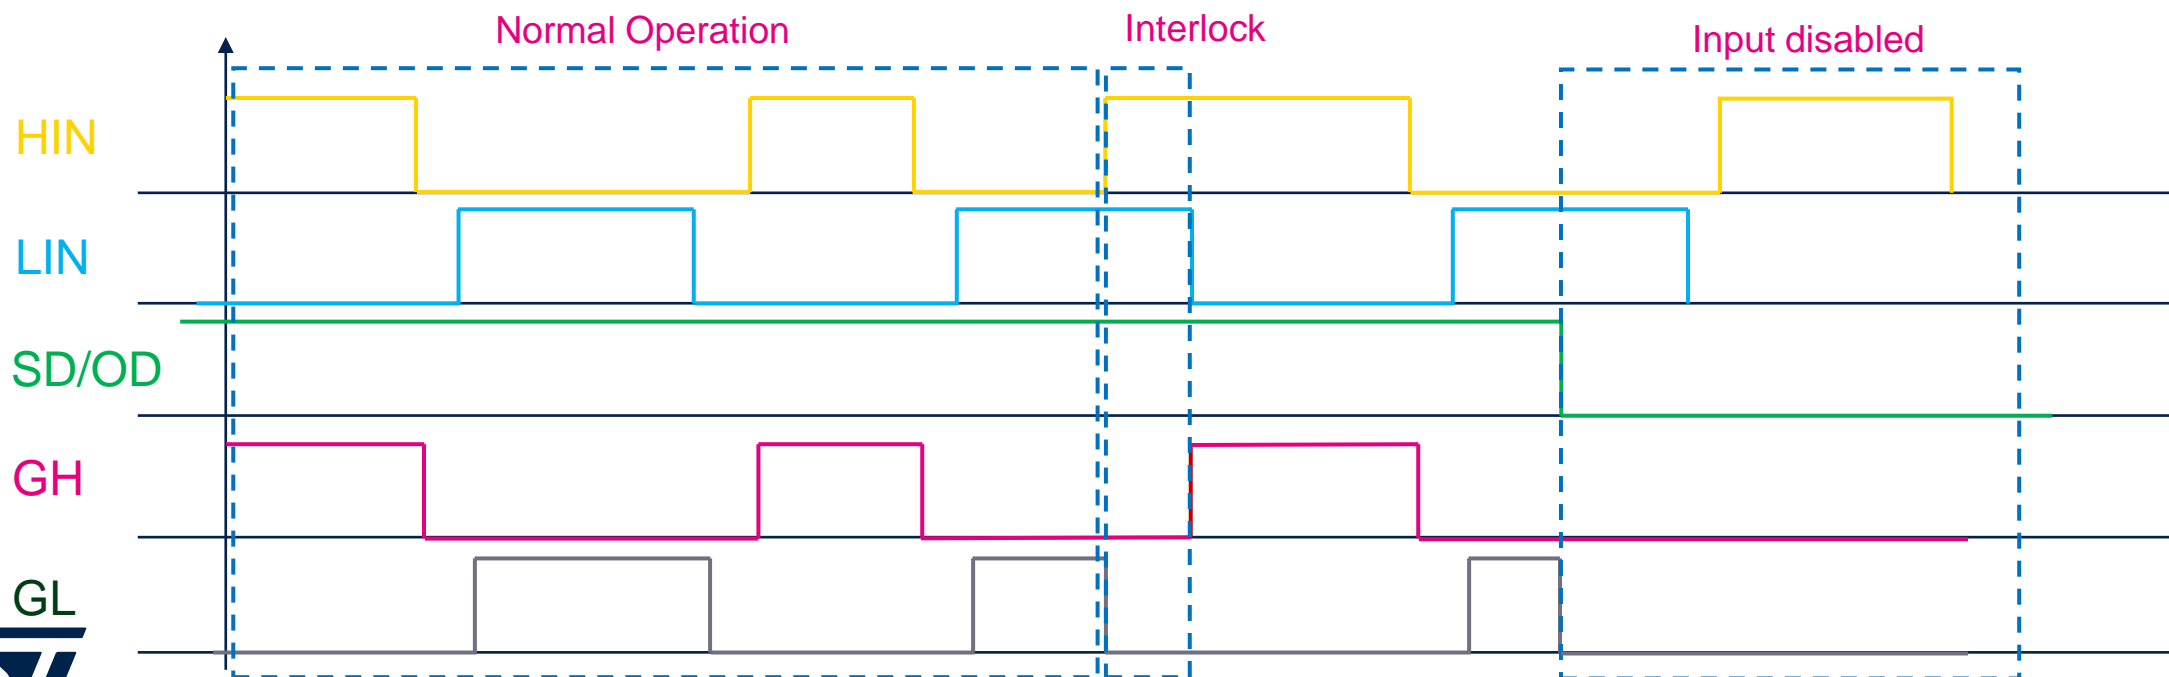 Normal Operation
Interlock
Input disabled
HIN
LIN
SD/OD
GH
GL